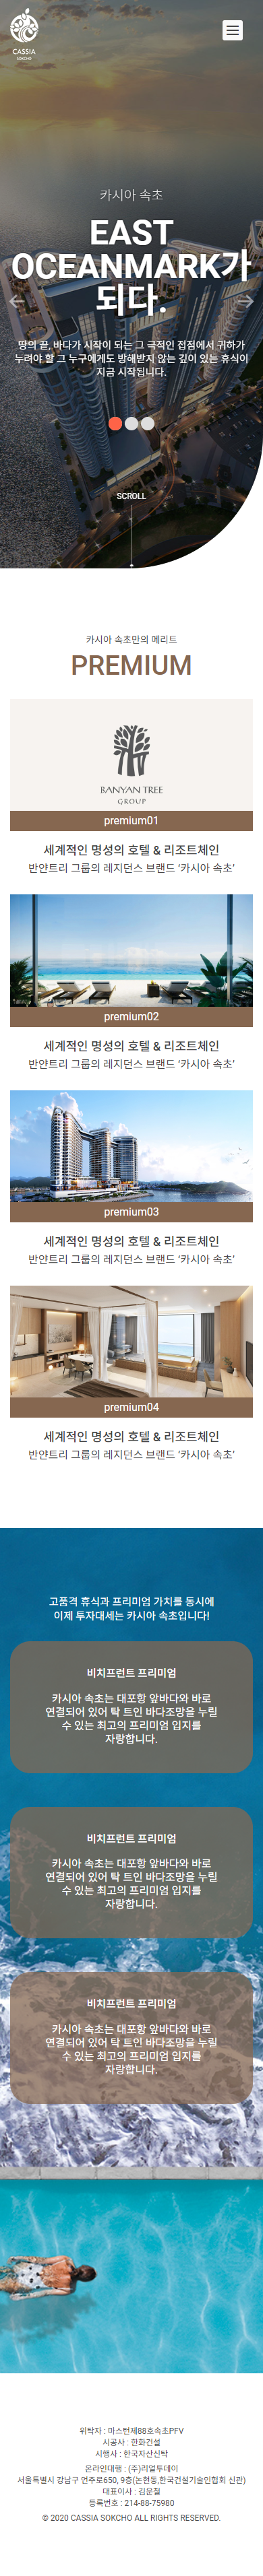 CASSIA
SOKCHO
카시아 속초
EAST
OCEANMARK가
되다.
땅의 끝, 바다가 시작이 되는 그 극적인 접점에서 귀하가
누려야 할 그 누구에게도 방해받지 않는 깊이 있는 휴식이
지금 시작됩니다.
SCROLL
카시아 속초만의 메리트
PREMIUM
BANYAN TREE
GROUP
premium01
세계적인 명성의 호텔 & 리조트체인
반얀트리 그룹의 레지던스 브랜드 ‘카시아 속초’
premium02
세계적인 명성의 호텔 & 리조트체인
반얀트리 그룹의 레지던스 브랜드 ‘카시아 속초’
premium03
세계적인 명성의 호텔 & 리조트체인
반얀트리 그룹의 레지던스 브랜드 ‘카시아 속초’
premium04
세계적인 명성의 호텔 & 리조트체인
반얀트리 그룹의 레지던스 브랜드 ‘카시아 속초’
고품격 휴식과 프리미엄 가치를 동시에
이제 투자대세는 카시아 속초입니다!
비치프런트 프리미엄
카시아 속초는 대포항 앞바다와 바로
연결되어 있어 탁 트인 바다조망을 누릴
수 있는 최고의 프리미엄 입지를
자랑합니다.
비치프런트 프리미엄
카시아 속초는 대포항 앞바다와 바로
연결되어 있어 탁 트인 바다조망을 누릴
수 있는 최고의 프리미엄 입지를
자랑합니다.
비치프런트 프리미엄
카시아 속초는 대포항 앞바다와 바로
연결되어 있어 탁 트인 바다조망을 누릴
수 있는 최고의 프리미엄 입지를
자랑합니다.
위탁자 : 마스턴제88호속초PFV
시공사 : 한화건설
시행사 : 한국자산신탁
온라인대행 : (주)리얼투데이
서울특별시 강남구 언주로650, 9층(논현동,한국건설기술인협회 신관)
대표이사 : 김운철
등록번호 : 214-88-75980
© 2020 CASSIA SOKCHO ALL RIGHTS RESERVED.